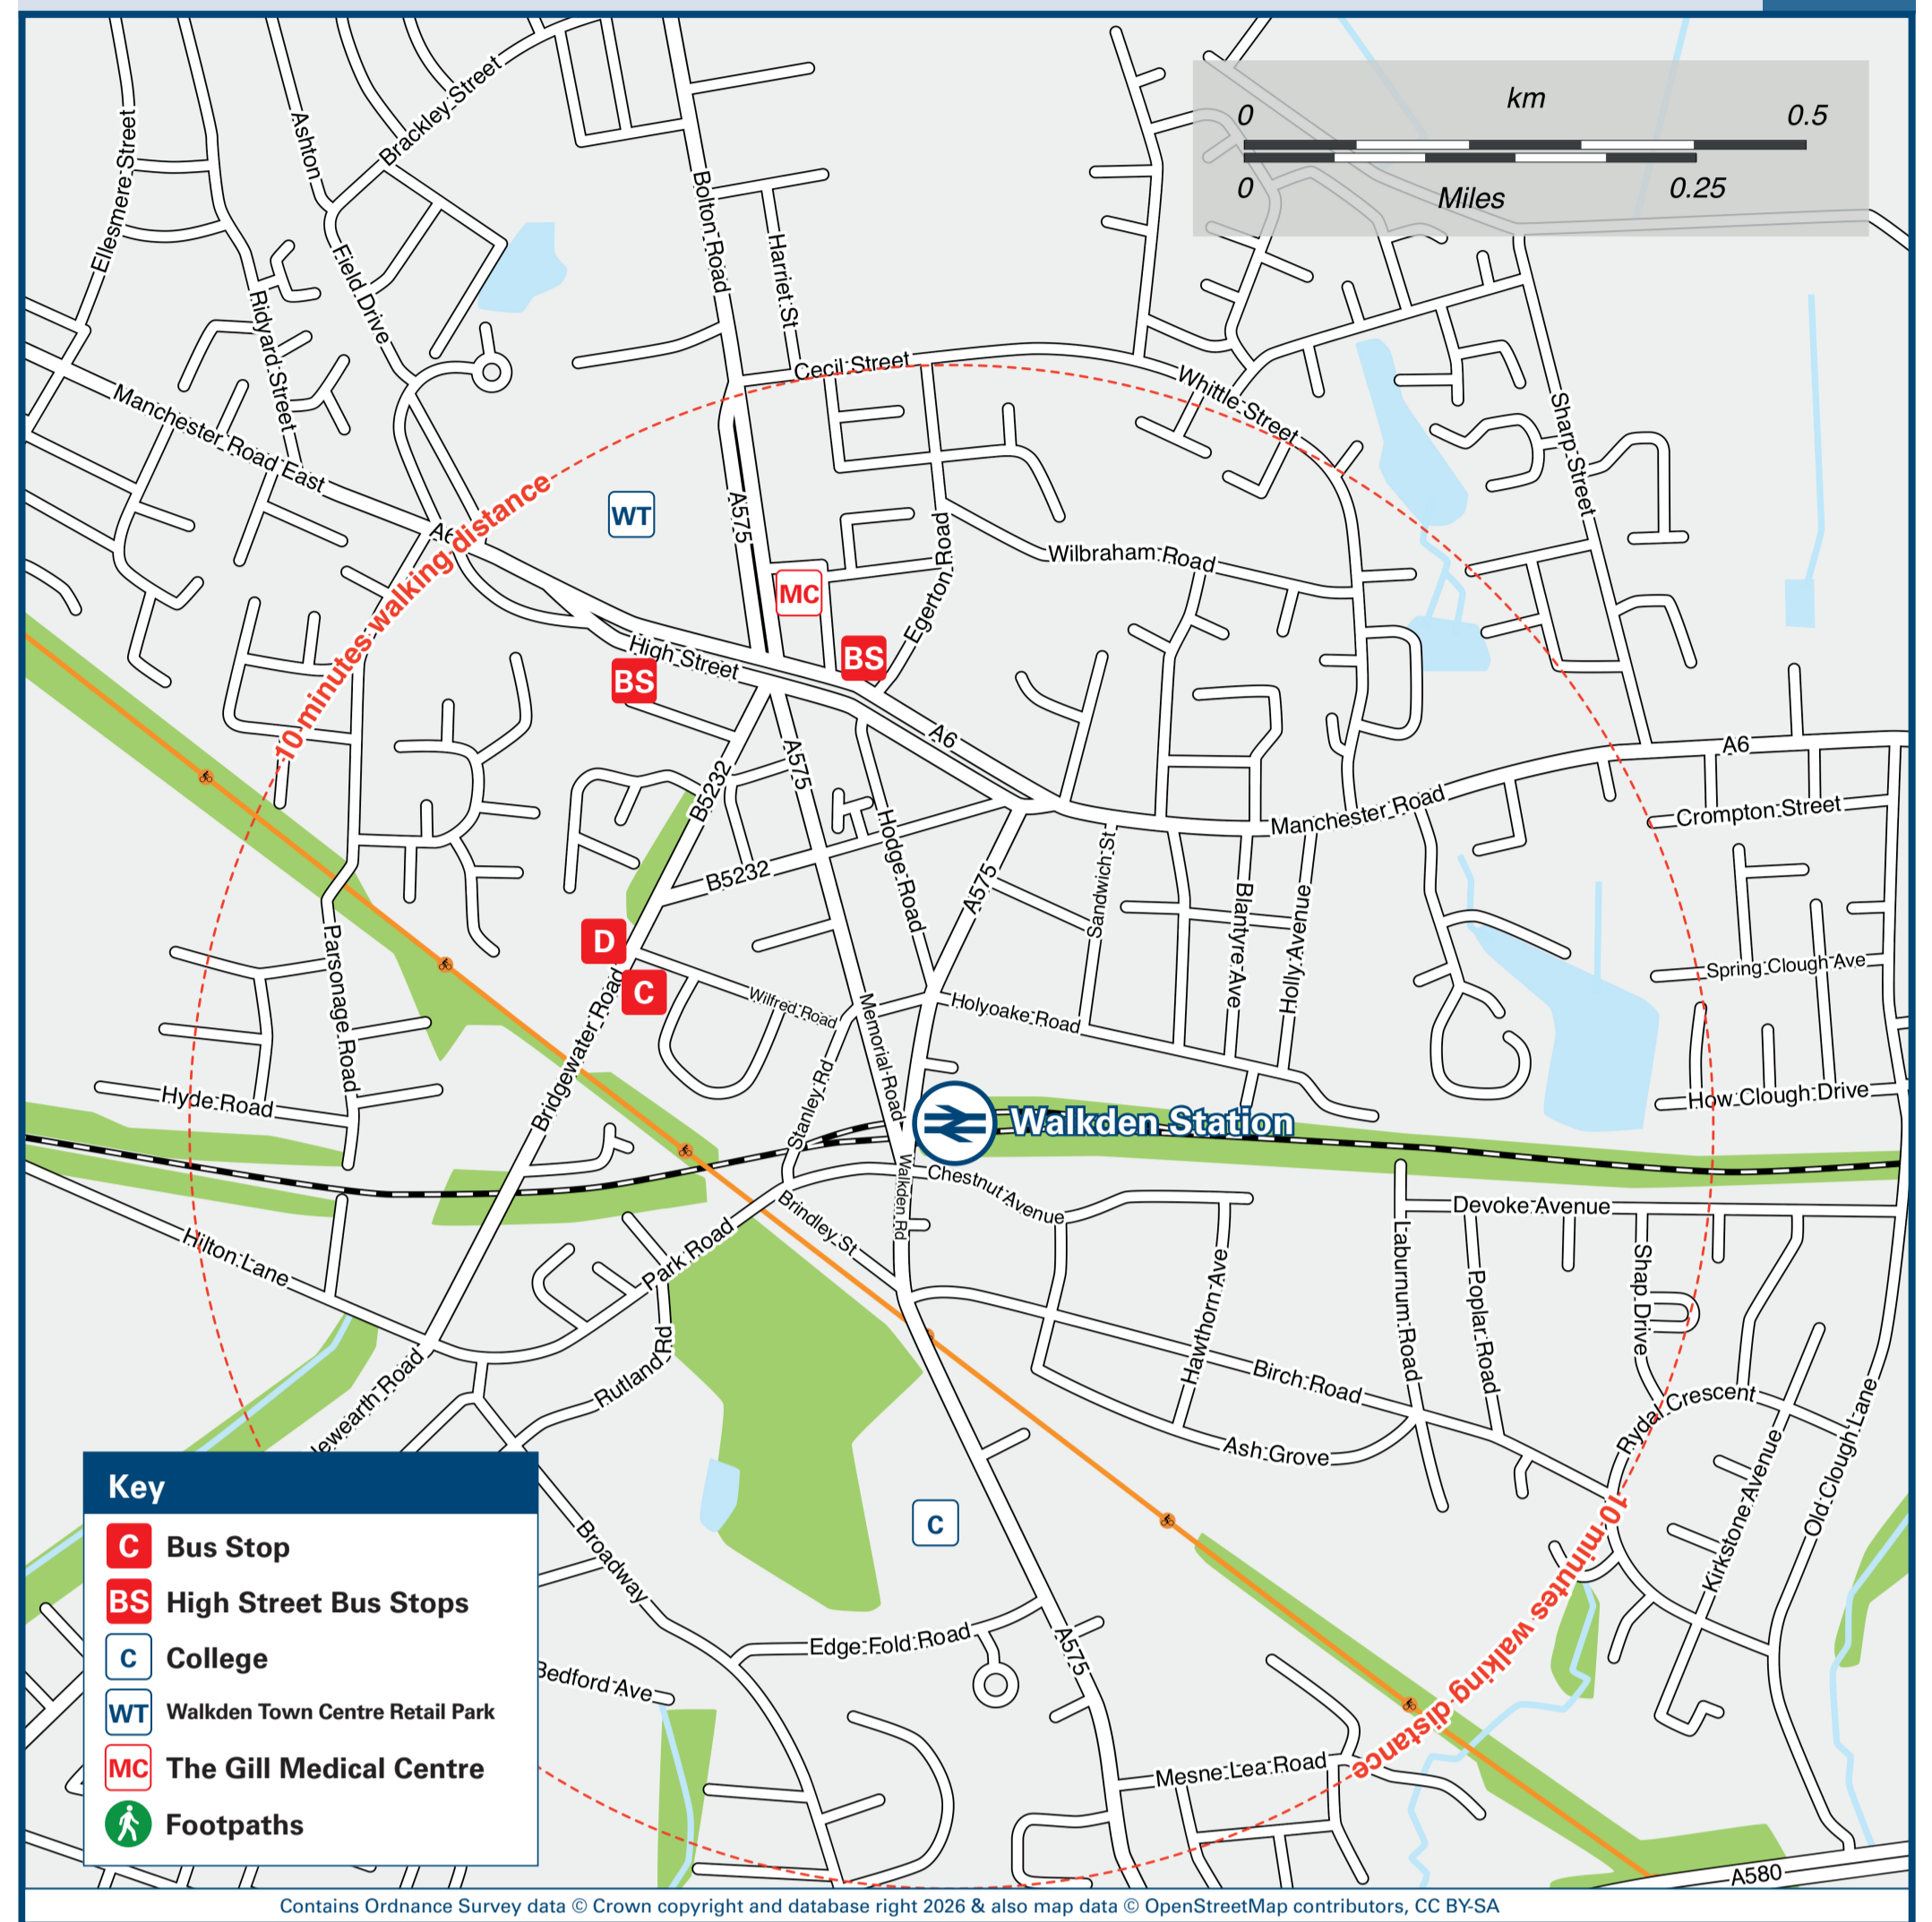 km
0
0.5
0
Miles
0.25
Ellesmere Street
Ashton
Field Drive
Brackley Street
Bolton Road
Harriet St
Ridyard Street
Cecil Street
Whittle Street
Sharp Street
Manchester Road East
A6
10 minutes walking distance
WT
A575
MC
Wilbraham Road
Egerton Road
High Street
BS
BS
A6
A6
A575
B5232
Manchester Road
Crompton Street
Hodge Road
B5232
A575
Sandwich St
Blantyre Ave
Holly Avenue
D
C
Parsonage Road
Bridgewater Road
Wilfred Road
Memorial Road
Holyoake Road
Spring Clough Ave
Hyde Road
Stanley Rd
Walkden Station
How Clough Drive
Walkden Rd
Chestnut Avenue
Devoke Avenue
Brindley St
Park Road
Hilton Lane
Hawthorn Ave
Laburnum Road
Poplar Road
Shap Drive
Rutland Rd
Birch Road
Rydal Crescent
Ash Grove
Kirkstone Avenue
Old Clough Lane
10 minutes walking distance
C
Broadway
Edge Fold Road
A575
Bedford Ave
Mesne Lea Road
A580
Key
C Bus Stop
BS High Street Bus Stops
C College
WT Walkden Town Centre Retail Park
MC The Gill Medical Centre
Footpaths
Contains Ordnance Survey data © Crown copyright and database right 2026 & also map data © OpenStreetMap contributors, CC BY-SA